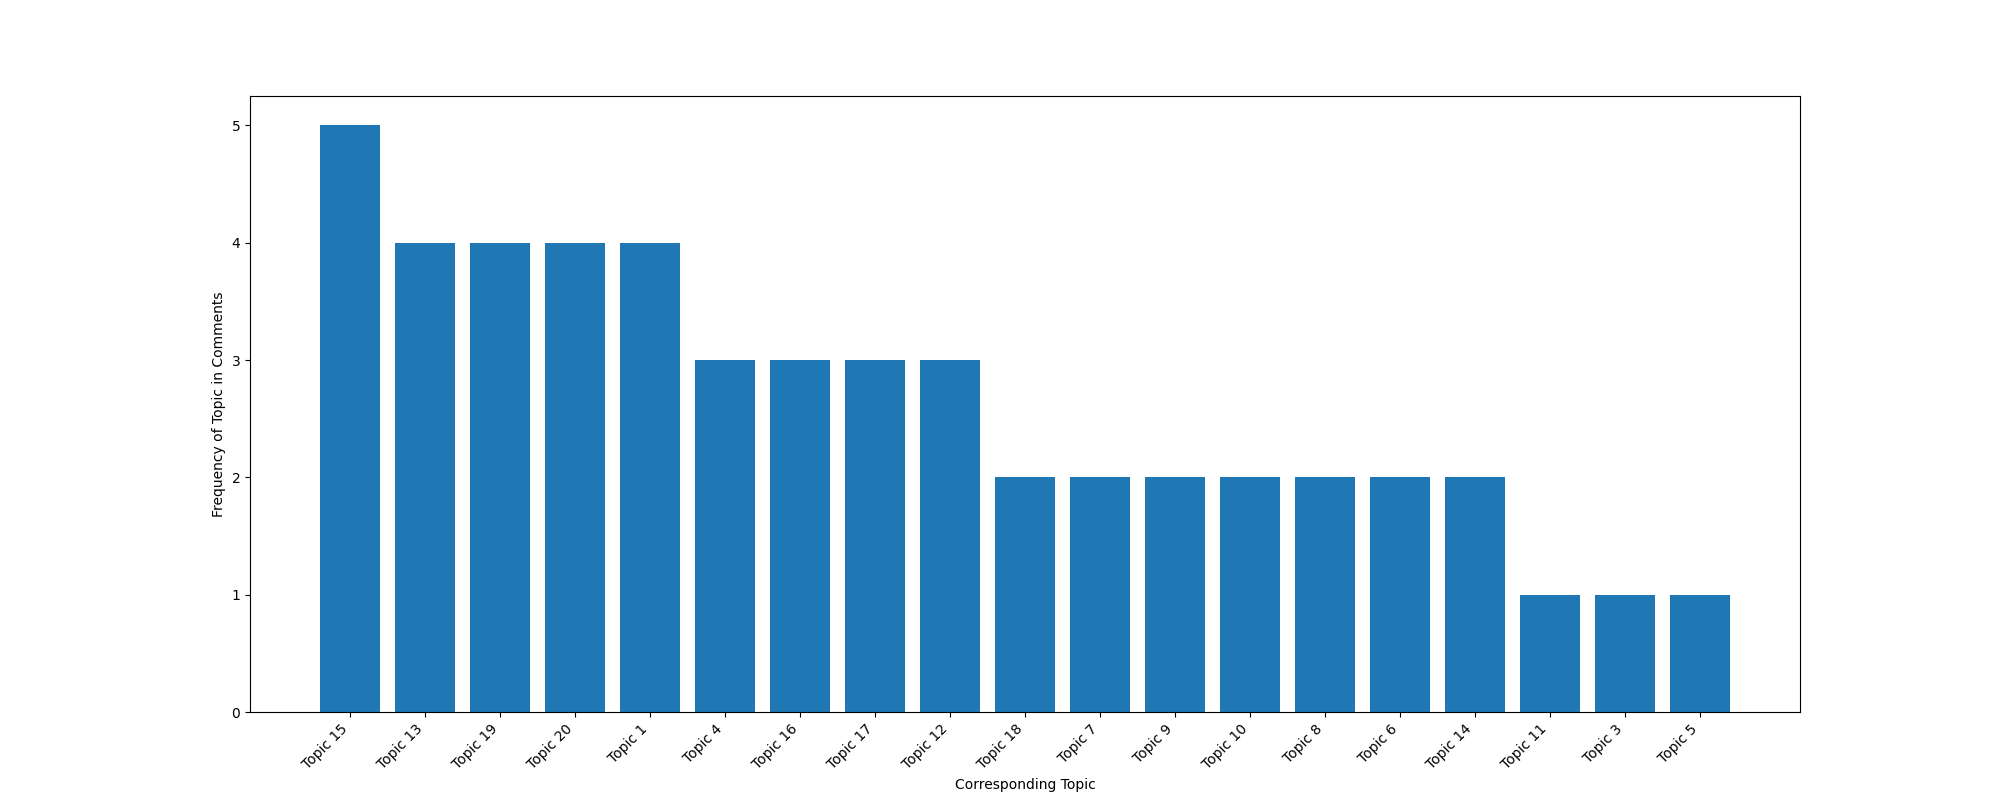 5
4
3
2
1
0
Frequency of Topic in Comments
Topic 15
Topic 13
Topic 19
Topic 20
Topic 1
Topic 4
Topic 16
Topic 17
Topic 12
Topic 18
Topic 7
Topic 9
Topic 10
Topic 8
Topic 6
Topic 14
Topic 11
Topic 3
Topic 5
Corresponding Topic